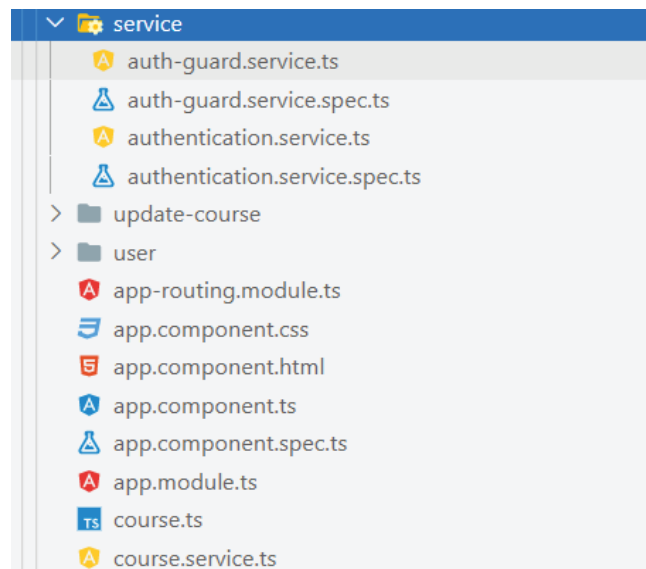 service
auth-guard.service.ts
auth-guard.service.spec.ts
authentication.service.ts
authentication.service.spec.ts
update-course
user
app-routing.module.ts
app.component.css
app.component.html
app.component.ts
app.component.spec.ts
app.module.ts
TS course.ts
course.service.ts